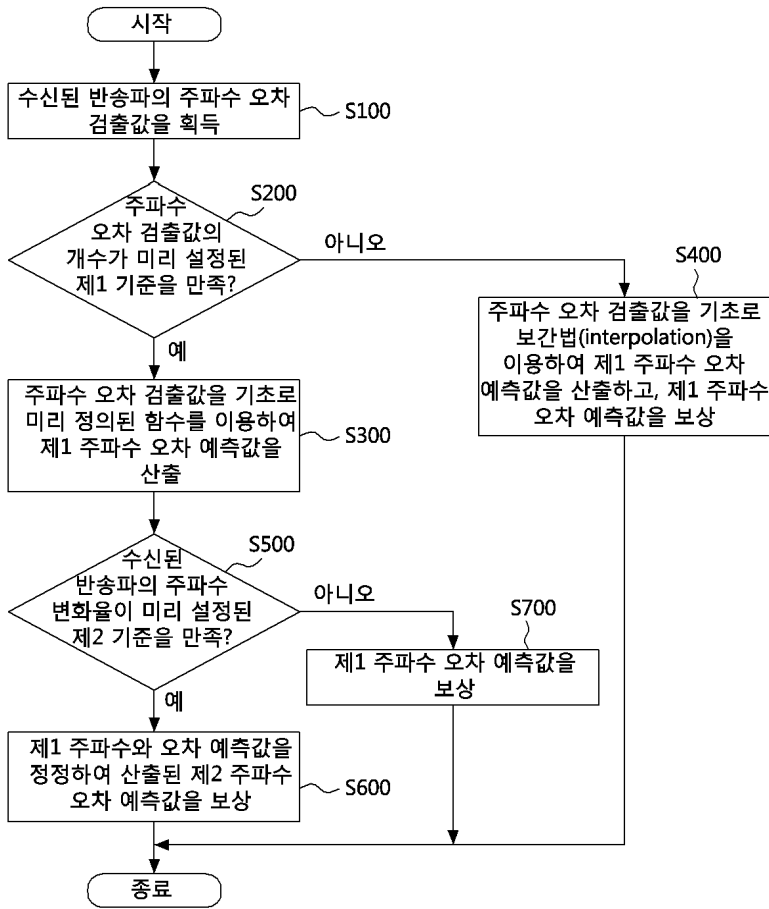 시작
수신된 반송파의 주파수 오차
검출값을 획득
S100
S200
주파수
오차 검출값의
개수가 미리 설정된
제1 기준을 만족?
아니오
예
S400
주파수 오차 검출값을 기초로
보간법(interpolation)을
이용하여 제1 주파수 오차
예측값을 산출하고, 제1 주파수
오차 예측값을 보상
주파수 오차 검출값을 기초로
미리 정의된 함수를 이용하여
제1 주파수 오차 예측값을
산출
S300
S500
수신된
반송파의 주파수
변화율이 미리 설정된
제2 기준을 만족?
아니오
예
S700
제1 주파수 오차 예측값을
보상
제1 주파수와 오차 예측값을
정정하여 산출된 제2 주파수
오차 예측값을 보상
S600
종료